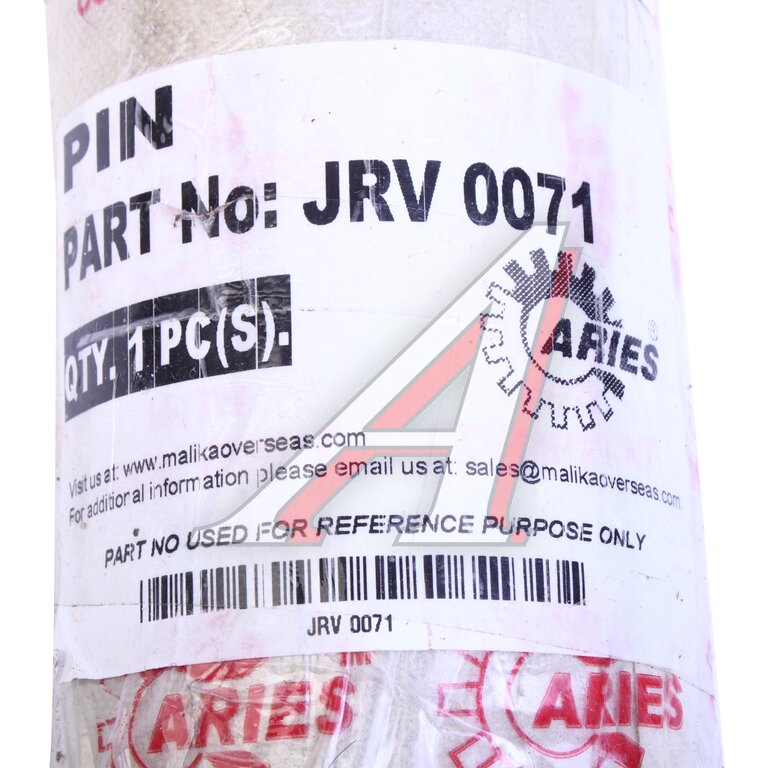 PIN
PART No: JRV 0071
QTY. 1 PC(S).
ARIES ®
Visit us at: www.malikaoverseas.com
For additional information please email us at: sales@malikaoverseas.com
PART NO USED FOR REFERENCE PURPOSE ONLY
JRV 0071
TM
ARIES ARIES